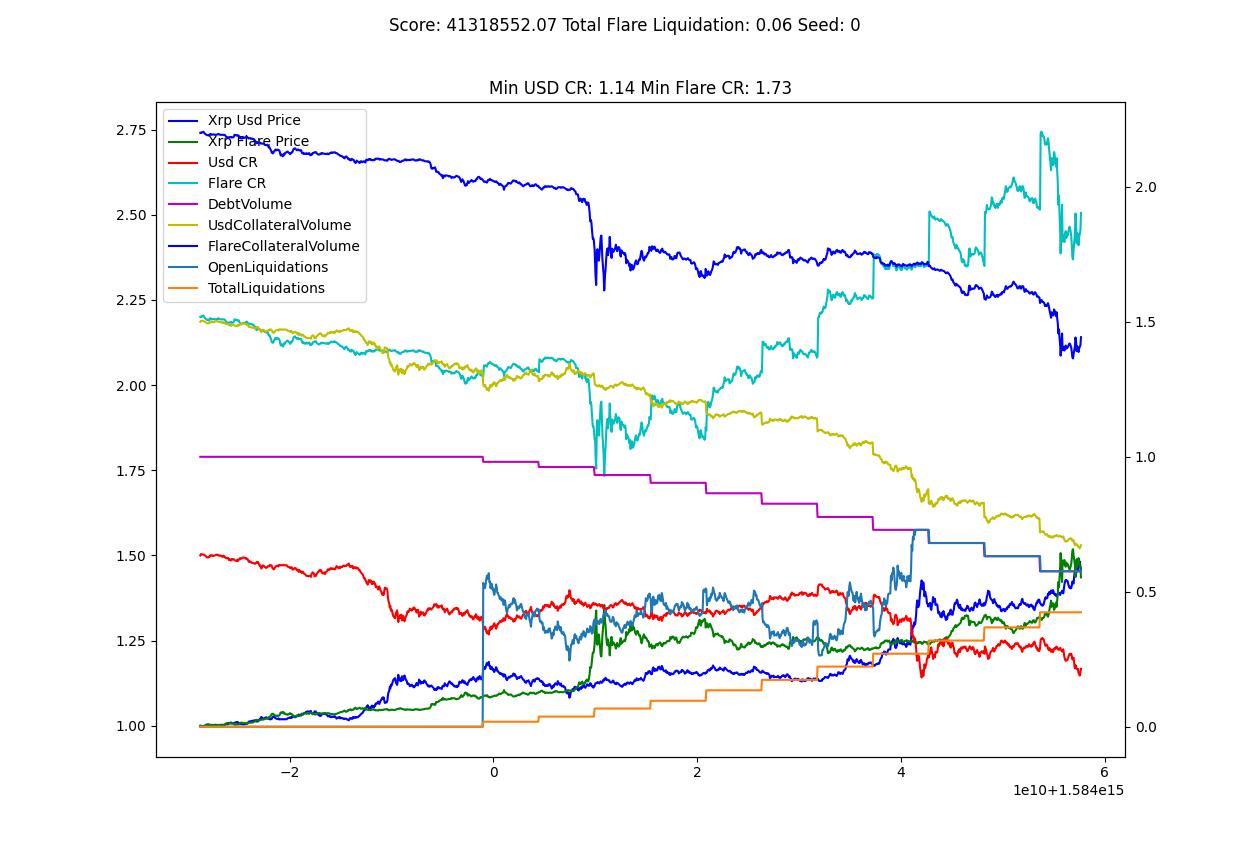 Score: 41318552.07 Total Flare Liquidation: 0.06 Seed: 0
Min USD CR: 1.14 Min Flare CR: 1.73
Xrp Usd Price
Xrp Flare Price
Usd CR
Flare CR
DebtVolume
UsdCollateralVolume
FlareCollateralVolume
OpenLiquidations
TotalLiquidations
2.75
2.50
2.25
2.00
1.75
1.50
1.25
1.00
2.0
1.5
1.0
0.5
0.0
−2
0
2
4
6
1e10+1.584e15